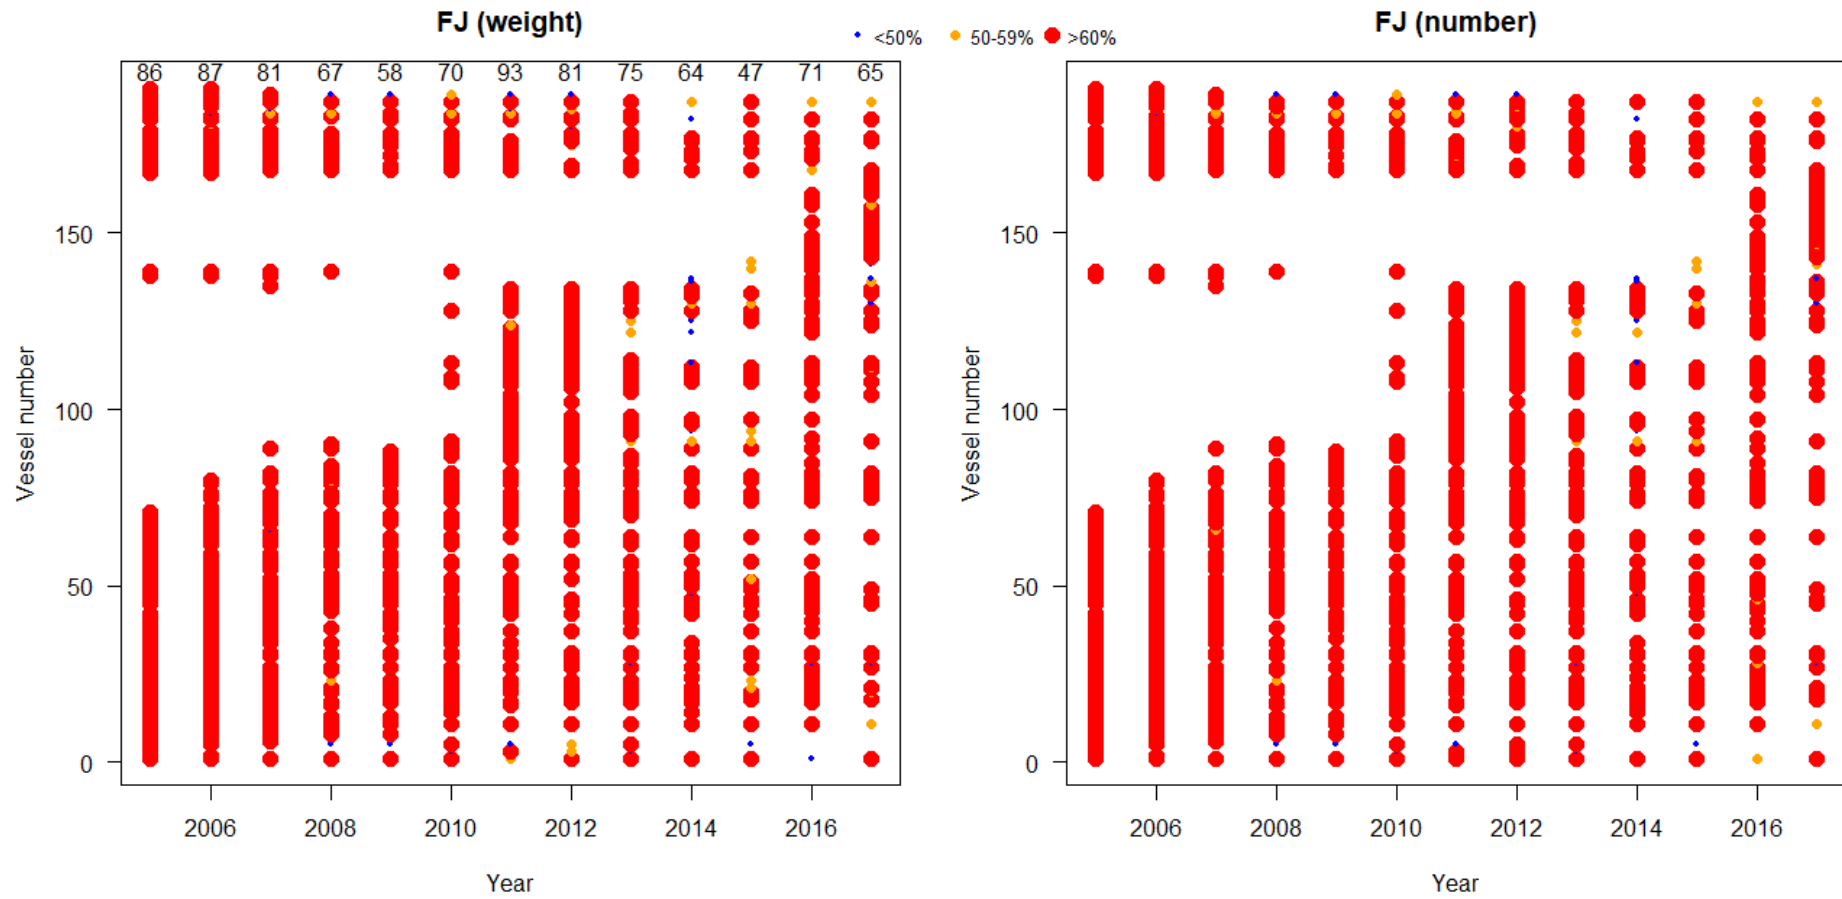 FJ (weight)
<50% 50-59% >60%
FJ (number)
86 87 81 67 58 70 93 81 75 64 47 71 65
150
100
50
0
Vessel number
2006 2008 2010 2012 2014 2016
Year
150
100
50
0
Vessel number
2006 2008 2010 2012 2014 2016
Year